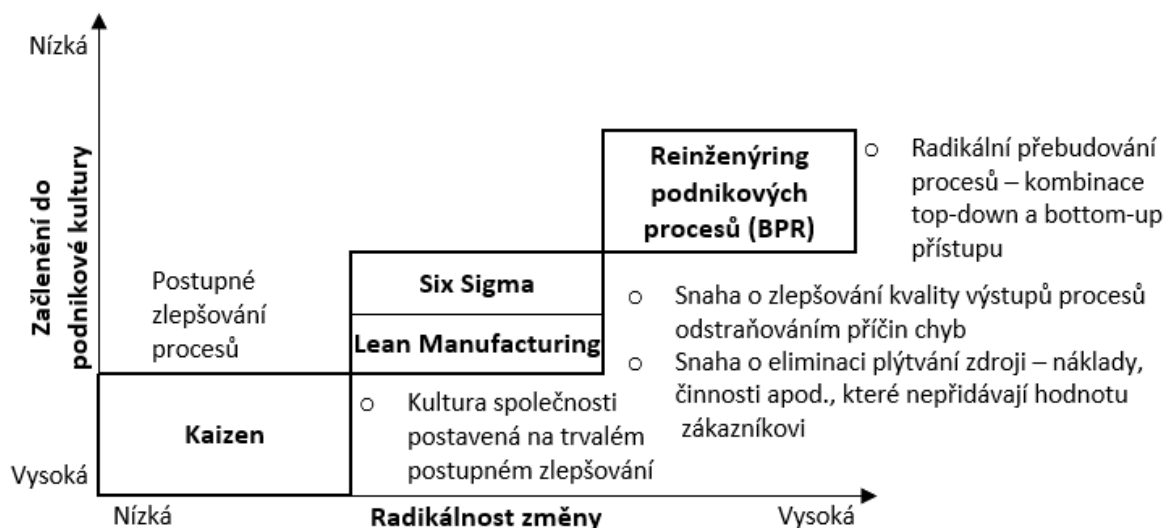 Nízká
Začlenění do
podnikové kultury
Vysoká
Postupné
zlepšování
procesů
Kaizen
Six Sigma
Lean Manufacturing
Reinženýring
podnikových
procesů (BPR)
○ Radikální přebudování
procesů – kombinace
top-down a bottom-up
přístupu
○ Snaha o zlepšování kvality výstupů procesů
odstraňováním příčin chyb
○ Snaha o eliminaci plýtvání zdroji – náklady,
činnosti apod., které nepřidávají hodnotu
zákazníkovi
○ Kultura společnosti
postavená na trvalém
postupném zlepšování
Nízká
Radikálnost změny
Vysoká